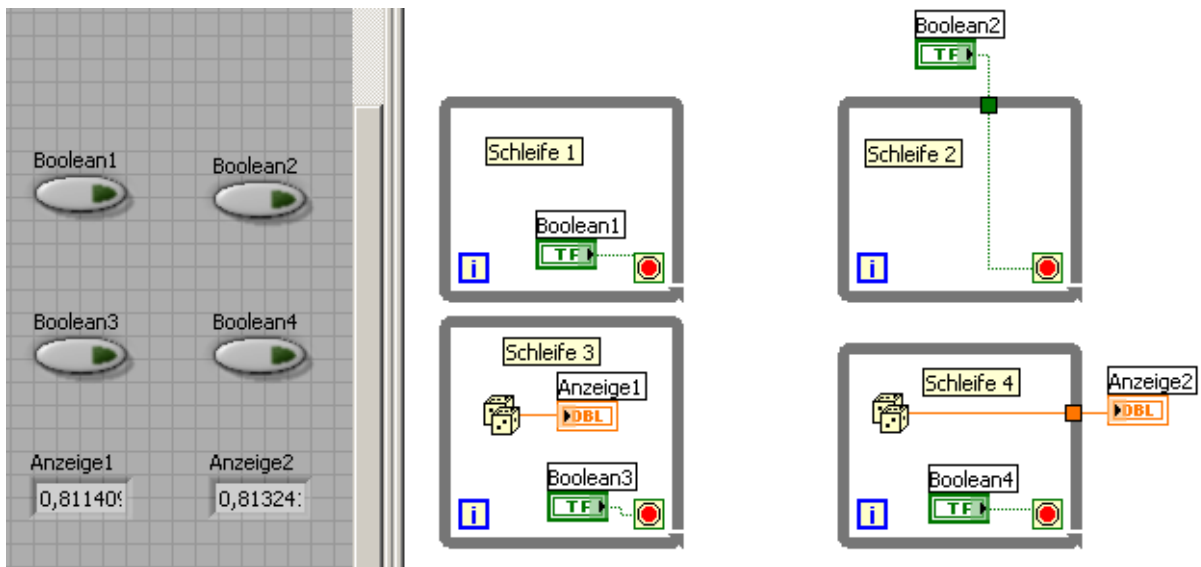 Boolean1
Boolean2
Boolean3
Boolean4
Anzeige1
Anzeige2
0,811409
0,81324
Boolean2
TF
Schleife 1
Boolean1
TF
i
Schleife 2
i
Schleife 3
Anzeige1
DBL
Boolean3
TF
i
Schleife 4
Anzeige2
DBL
Boolean4
TF
i